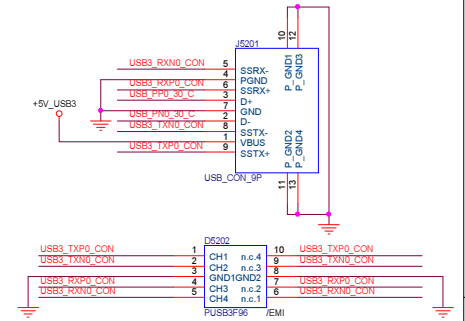 10
12
J5201
P_GND1
P_GND3
USB3_RXN0_CON 5 SSRX-
4 PGND
USB3_RXP0_CON 6 SSRX+
USB_PP0_30_C 3 D+
7 GND
USB_PN0_30_C 2 D-
USB3_TXN0_CON 8 SSTX-
+5V_USB3 1 VBUS
USB3_TXP0_CON 9 SSTX+
P_GND2
P_GND4
USB_CON_9P
11
13
D5202
USB3_TXP0_CON 1 CH1 n.c.4 10 USB3_TXP0_CON
USB3_TXN0_CON 2 CH2 n.c.3 9 USB3_TXN0_CON
3 GND1GND2 8
USB3_RXP0_CON 4 CH3 n.c.2 7 USB3_RXP0_CON
USB3_RXN0_CON 5 CH4 n.c.1 6 USB3_RXN0_CON
PUSB3F96 /EMI